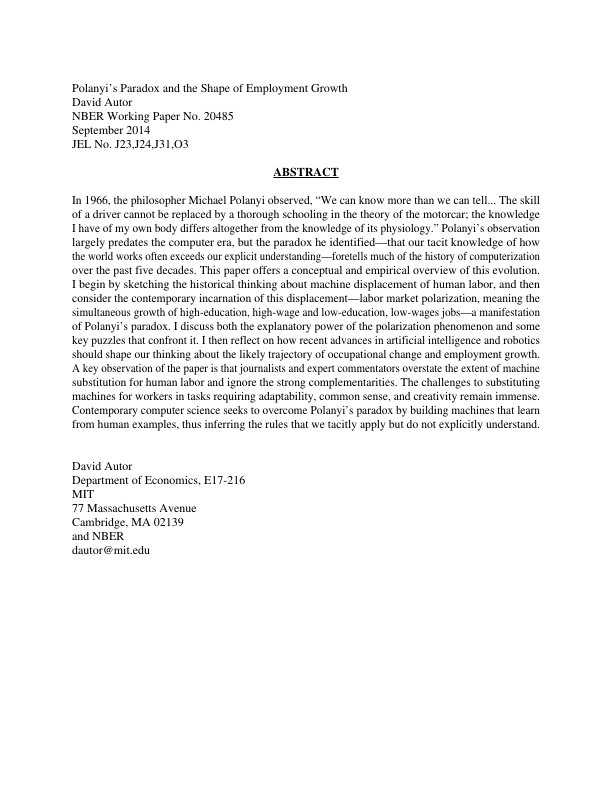 Polanyi's Paradox and the Shape of Employment Growth
David Autor
NBER Working Paper No. 20485
September 2014
JEL No. J23,J24,J31,O3
ABSTRACT
In 1966, the philosopher Michael Polanyi observed, “We can know more than we can tell... The skill
of a driver cannot be replaced by a thorough schooling in the theory of the motorcar; the knowledge
I have of my own body differs altogether from the knowledge of its physiology.” Polanyi's observation
largely predates the computer era, but the paradox he identified—that our tacit knowledge of how
the world works often exceeds our explicit understanding—foretells much of the history of computerization
over the past five decades. This paper offers a conceptual and empirical overview of this evolution.
I begin by sketching the historical thinking about machine displacement of human labor, and then
consider the contemporary incarnation of this displacement—labor market polarization, meaning the
simultaneous growth of high-education, high-wage and low-education, low-wages jobs—a manifestation
of Polanyi's paradox. I discuss both the explanatory power of the polarization phenomenon and some
key puzzles that confront it. I then reflect on how recent advances in artificial intelligence and robotics
should shape our thinking about the likely trajectory of occupational change and employment growth.
A key observation of the paper is that journalists and expert commentators overstate the extent of machine
substitution for human labor and ignore the strong complementarities. The challenges to substituting
machines for workers in tasks requiring adaptability, common sense, and creativity remain immense.
Contemporary computer science seeks to overcome Polanyi's paradox by building machines that learn
from human examples, thus inferring the rules that we tacitly apply but do not explicitly understand.
David Autor
Department of Economics, E17-216
MIT
77 Massachusetts Avenue
Cambridge, MA 02139
and NBER
dautor@mit.edu